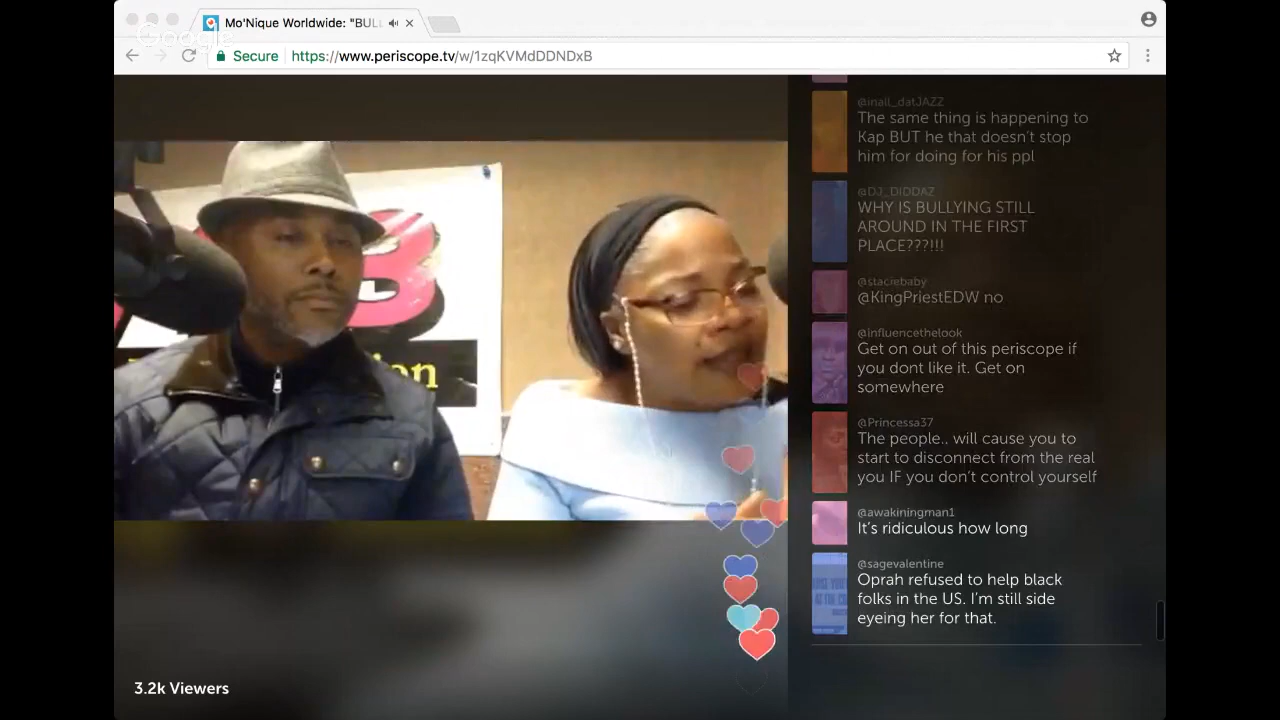 Mo'Nique Worldwide: "BULL
Google
Secure https://www.periscope.tv/w/1zqKVMdDDNDxB
@inail_datJAZZ
The same thing is happening to
Kap BUT he that doesn't stop
him for doing for his ppl
@DJ_DIDDAZ
WHY IS BULLYING STILL
AROUND IN THE FIRST
PLACE???!!!
@staciebaby
@KingPriestEDW no
@influencethelook
Get on out of this periscope if
you dont like it. Get on
somewhere
@Princessa37
The people.. will cause you to
start to disconnect from the real
you IF you don't control yourself
@awakiningman1
It's ridiculous how long
@sagevalentine
Oprah refused to help black
folks in the US. I'm still side
eyeing her for that.
B
on
3.2k Viewers